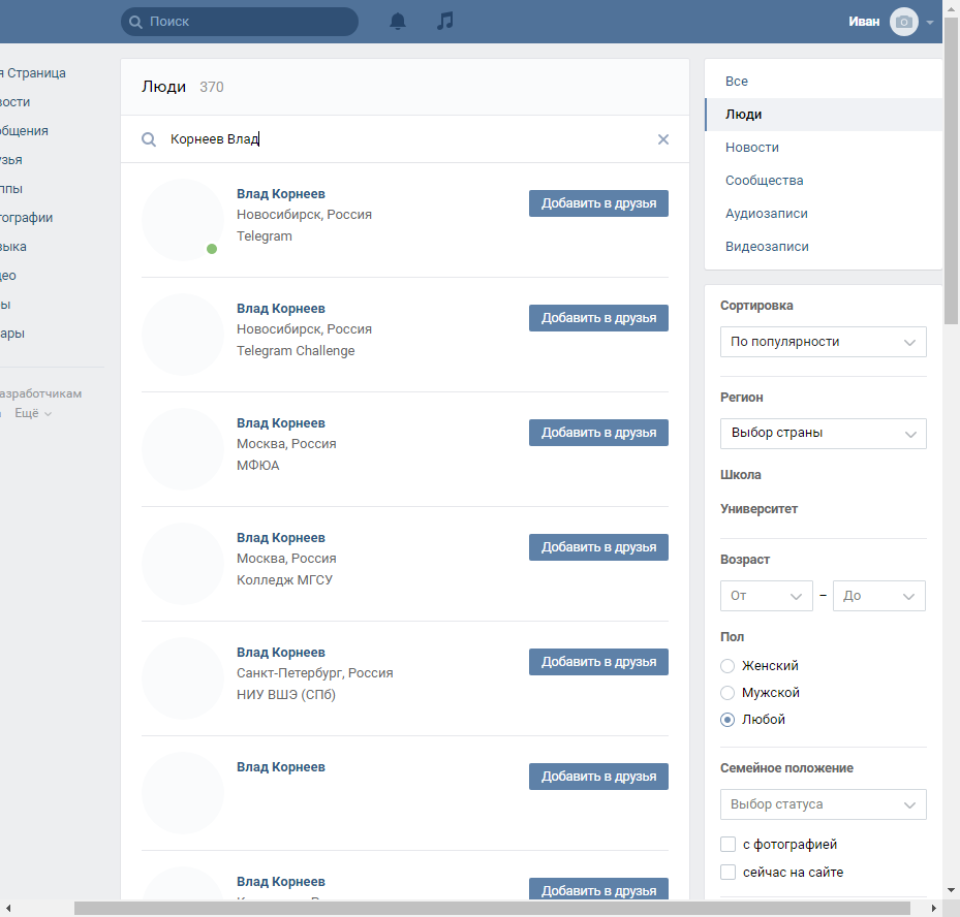 Поиск
Иван
я Страница
вости
общения
узья
ппы
тографии
зыка
део
ры
ары
азработчикам
Ещё
Люди 370
Корнеев Влад
Влад Корнеев
Новосибирск, Россия
Telegram
Добавить в друзья
Влад Корнеев
Новосибирск, Россия
Telegram Challenge
Добавить в друзья
Влад Корнеев
Москва, Россия
МФЮА
Добавить в друзья
Влад Корнеев
Москва, Россия
Колледж МГСУ
Добавить в друзья
Влад Корнеев
Санкт-Петербург, Россия
НИУ ВШЭ (СПб)
Добавить в друзья
Влад Корнеев
Добавить в друзья
Влад Корнеев
Добавить в друзья
Все
Люди
Новости
Сообщества
Аудиозаписи
Видеозаписи
Сортировка
По популярности
Регион
Выбор страны
Школа
Университет
Возраст
От – До
Пол
Женский
Мужской
Любой
Семейное положение
Выбор статуса
с фотографией
сейчас на сайте